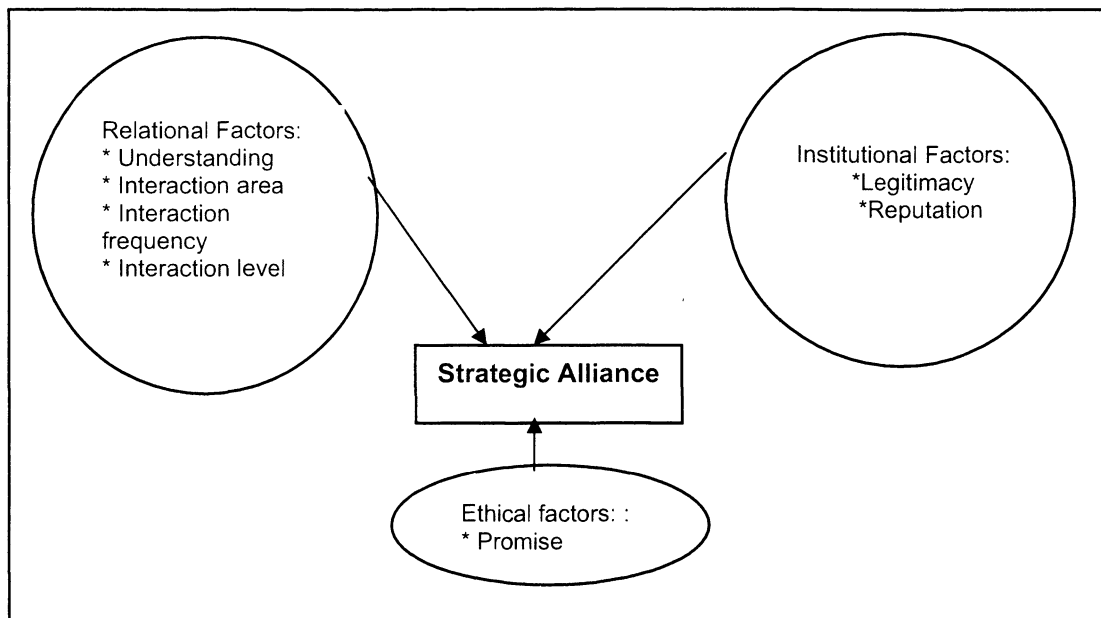 Relational Factors:
* Understanding
* Interaction area
* Interaction
frequency
* Interaction level
Institutional Factors:
*Legitimacy
*Reputation
Strategic Alliance
Ethical factors: :
* Promise